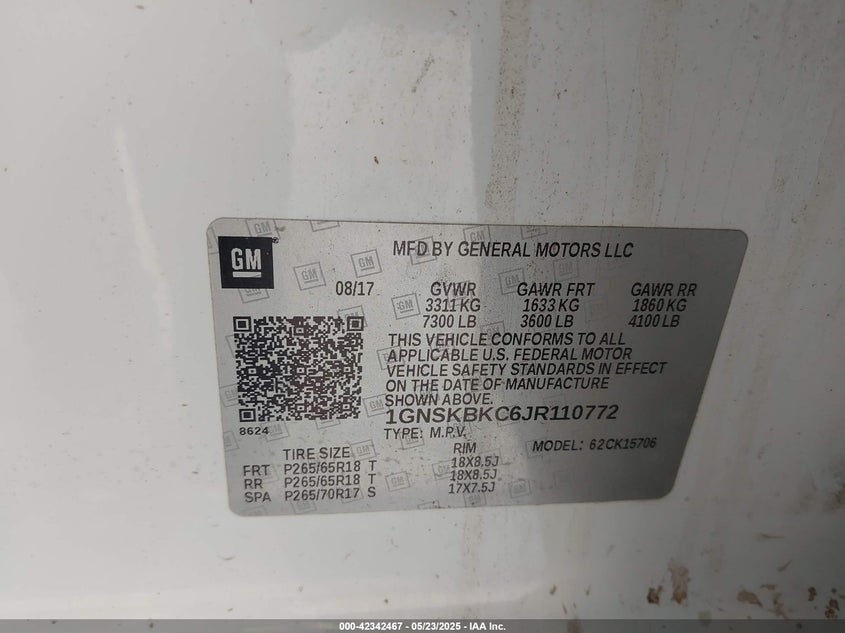 GM
MFD BY GENERAL MOTORS LLC
08/17 GVWR GAWR FRT GAWR RR
3311 KG 1633 KG 1860 KG
7300 LB 3600 LB 4100 LB
THIS VEHICLE CONFORMS TO ALL
APPLICABLE U.S. FEDERAL MOTOR
VEHICLE SAFETY STANDARDS IN EFFECT
ON THE DATE OF MANUFACTURE
SHOWN ABOVE.
1GNSKBKC6JR110772
8624 TYPE: M.P.V. MODEL: 62CK15706
TIRE SIZE RIM
FRT P265/65R18 T 18X8.5J
RR P265/65R18 T 18X8.5J
SPA P265/70R17 S 17X7.5J
000-42342467 - 05/23/2025 - IAA Inc.